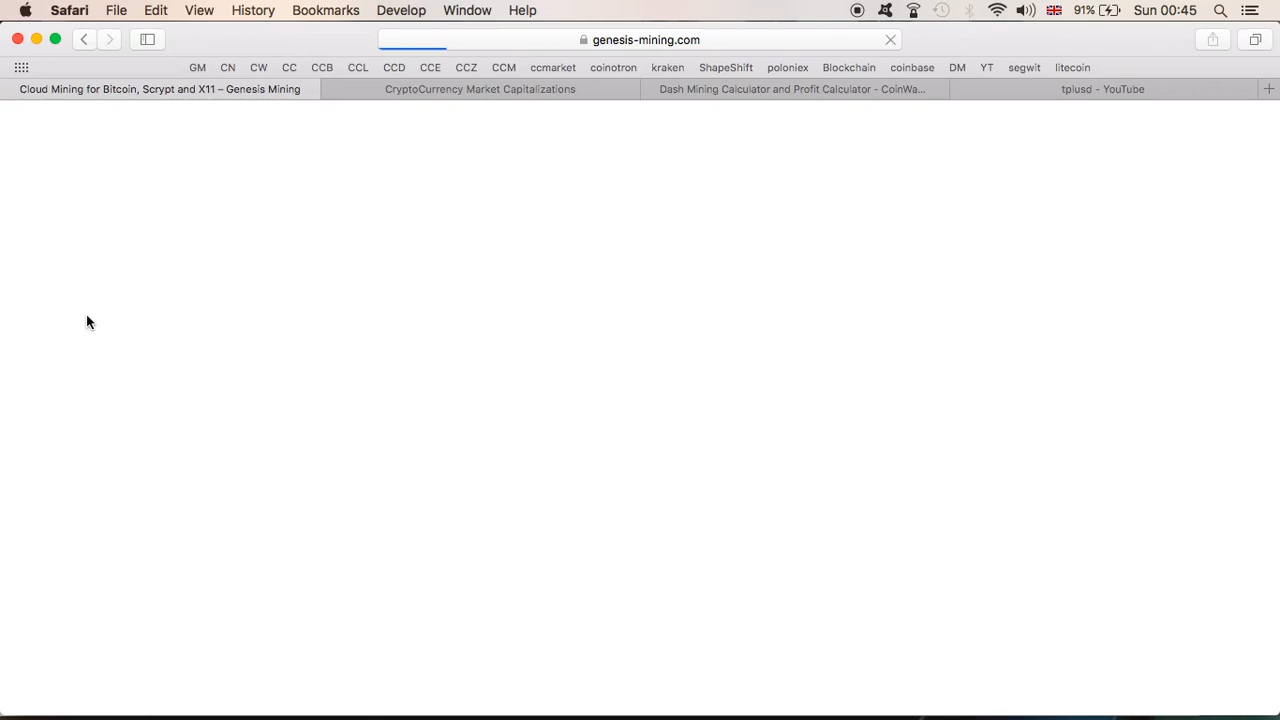 Safari File Edit View History Bookmarks Develop Window Help 91% Sun 00:45
genesis-mining.com
GM CN CW CC CCB CCL CCD CCE CCZ CCM ccmarket coinotron kraken ShapeShift poloniex Blockchain coinbase DM YT segwit litecoin
Cloud Mining for Bitcoin, Scrypt and X11 – Genesis Mining CryptoCurrency Market Capitalizations Dash Mining Calculator and Profit Calculator - CoinWa... tplusd - YouTube